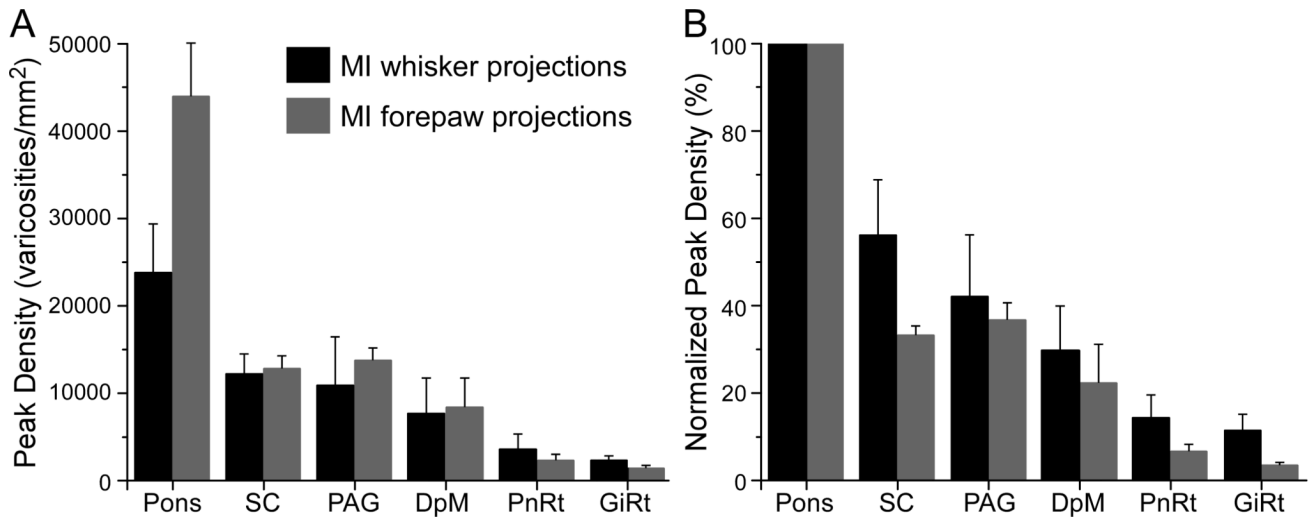 A
Peak Density (varicosities/mm²)
50000
40000
30000
20000
10000
0
MI whisker projections
MI forepaw projections
Pons SC PAG DpM PnRt GiRt
B
Normalized Peak Density (%)
100
80
60
40
20
0
Pons SC PAG DpM PnRt GiRt